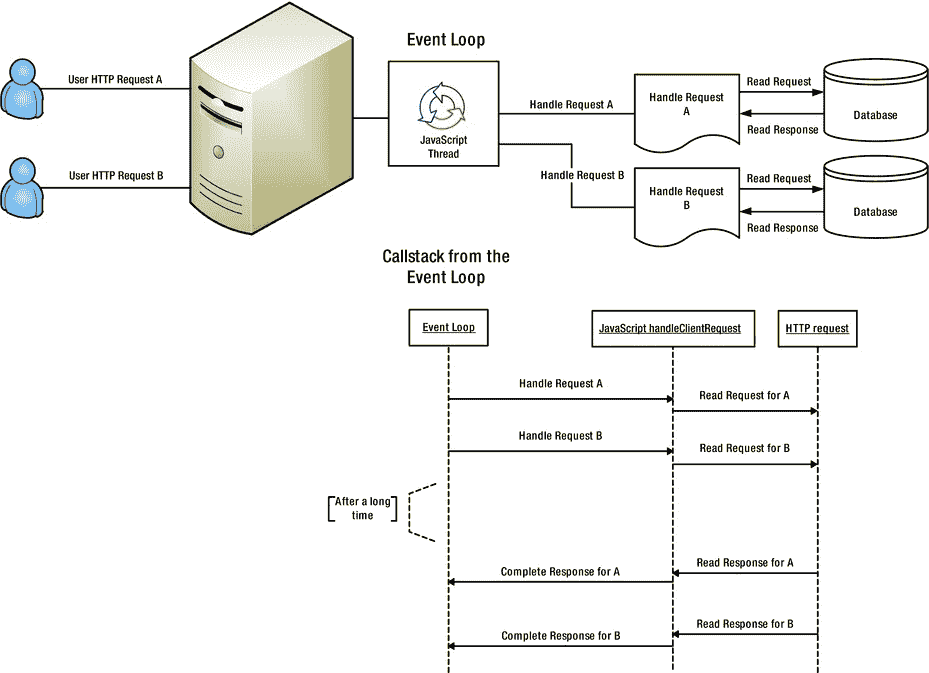 Event Loop
User HTTP Request A
User HTTP Request B
JavaScript
Thread
Handle Request A
Handle Request B
Handle Request
A
Read Request
Read Response
Database
Handle Request
B
Read Request
Read Response
Database
Callstack from the
Event Loop
Event Loop
JavaScript handleClientRequest
HTTP request
Handle Request A
Read Request for A
Handle Request B
Read Request for B
After a long
time
Read Response for A
Complete Response for A
Read Response for B
Complete Response for B